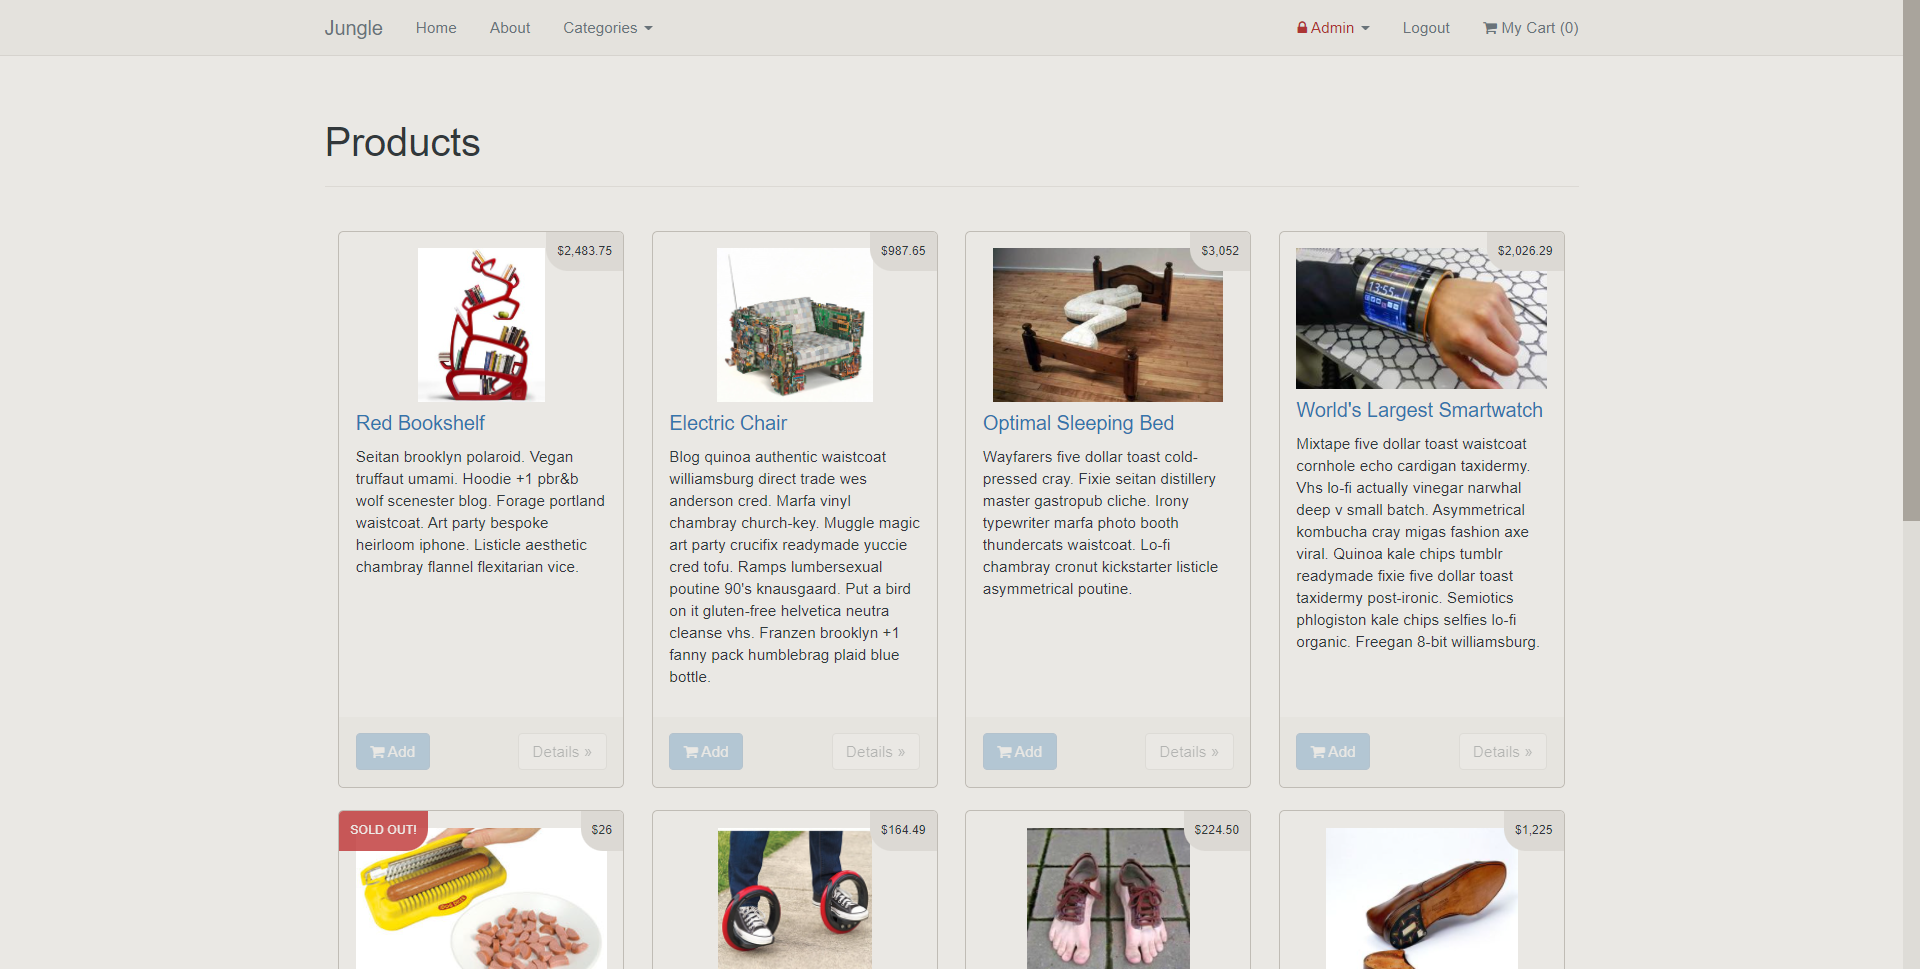 Jungle Home About Categories Admin Logout My Cart (0)
Products
$2,483.75
Red Bookshelf
Seitan brooklyn polaroid. Vegan
truffaut umami. Hoodie +1 pbr&b
wolf scenester blog. Forage portland
waistcoat. Art party bespoke
heirloom iphone. Listicle aesthetic
chambray flannel flexitarian vice.
Add Details »
$987.65
Electric Chair
Blog quinoa authentic waistcoat
williamsburg direct trade wes
anderson cred. Marfa vinyl
chambray church-key. Muggle magic
art party crucifix readymade yuccie
cred tofu. Ramps lumbersexual
poutine 90's knausgaard. Put a bird
on it gluten-free helvetica neutra
cleanse vhs. Franzen brooklyn +1
fanny pack humblebrag plaid blue
bottle.
Add Details »
$3,052
Optimal Sleeping Bed
Wayfarers five dollar toast cold-
pressed cray. Fixie seitan distillery
master gastropub cliche. Irony
typewriter marfa photo booth
thundercats waistcoat. Lo-fi
chambray cronut kickstarter listicle
asymmetrical poutine.
Add Details »
$2,026.29
13:55
World's Largest Smartwatch
Mixtape five dollar toast waistcoat
cornhole echo cardigan taxidermy.
Vhs lo-fi actually vinegar narwhal
deep v small batch. Asymmetrical
kombucha cray migas fashion axe
viral. Quinoa kale chips tumblr
readymade fixie five dollar toast
taxidermy post-ironic. Semiotics
phlogiston kale chips selfies lo-fi
organic. Freegan 8-bit williamsburg.
Add Details »
SOLD OUT! $26
$164.49
$224.50
$1,225